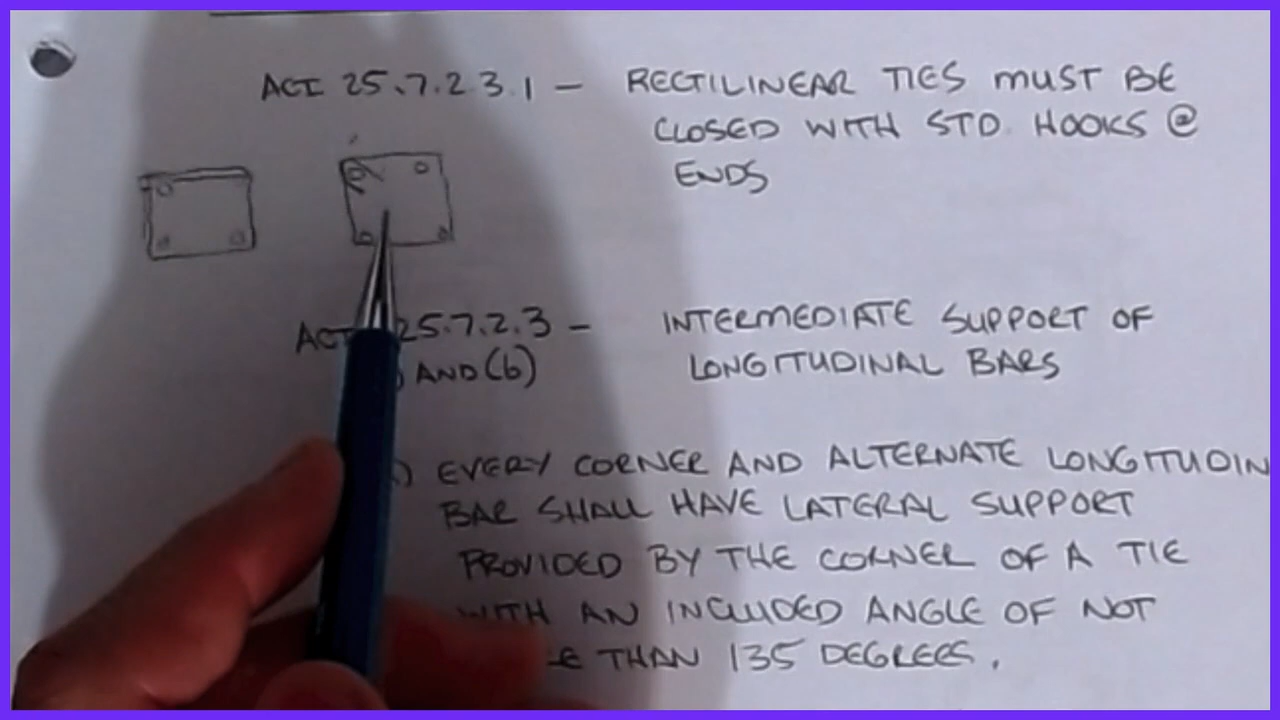 ACI 25.7.2.3.1 – RECTILINEAR TIES MUST BE
CLOSED WITH STD. HOOKS @
ENDS
ACI 25.7.2.3 – INTERMEDIATE SUPPORT OF
) AND (b) LONGITUDINAL BARS
) EVERY CORNER AND ALTERNATE LONGITUDIN
BAR SHALL HAVE LATERAL SUPPORT
PROVIDED BY THE CORNER OF A TIE
WITH AN INCLUDED ANGLE OF NOT
THAN 135 DEGREES.